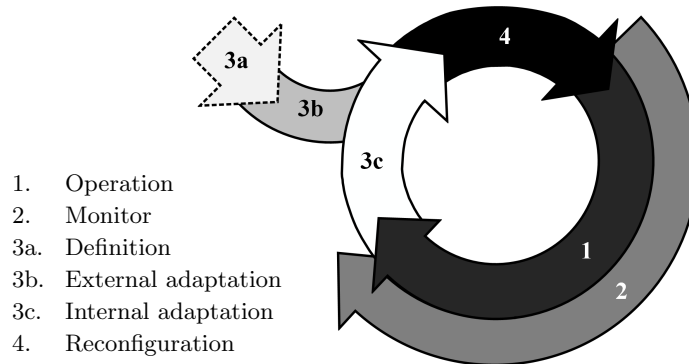 4
3a
3b
3c
1
2
1. Operation
2. Monitor
3a. Definition
3b. External adaptation
3c. Internal adaptation
4. Reconfiguration